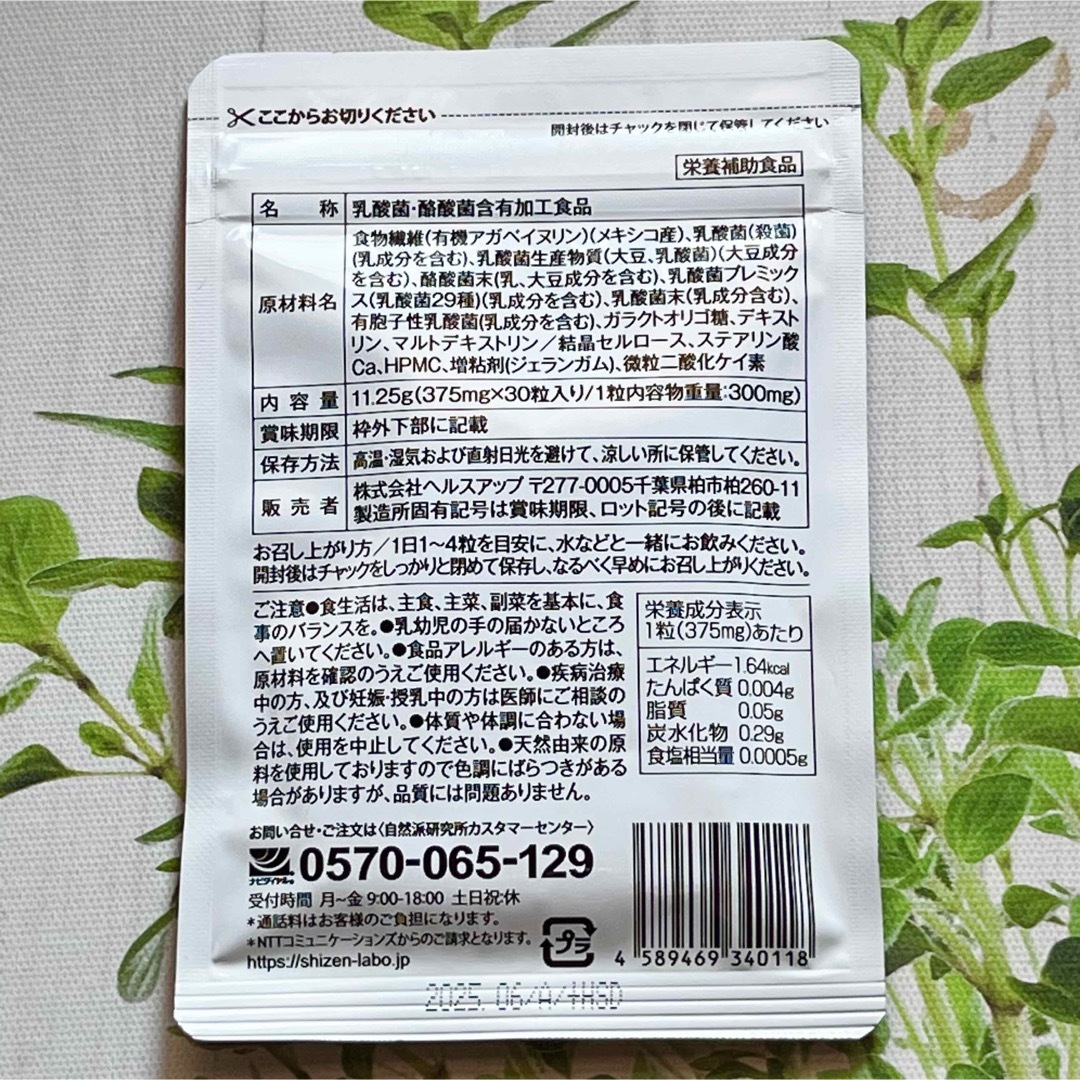 ここからお切りください
開封後はチャックを閉じて保管してください
栄養補助食品
名 称 乳酸菌・酪酸菌含有加工食品
原材料名
食物繊維(有機アガベイヌリン)(メキシコ産)、乳酸菌(殺菌)
(乳成分を含む)、乳酸菌生産物質(大豆、乳酸菌)(大豆成分
を含む)、酪酸菌末(乳、大豆成分を含む)、乳酸菌プレミック
ス(乳酸菌29種)(乳成分を含む)、乳酸菌末(乳成分含む)、
有胞子性乳酸菌(乳成分を含む)、ガラクトオリゴ糖、デキスト
リン、マルトデキストリン／結晶セルロース、ステアリン酸
Ca、HPMC、増粘剤(ジェランガム)、微粒二酸化ケイ素
内容量 11.25g(375mg×30粒入り/1粒内容物重量:300mg)
賞味期限 枠外下部に記載
保存方法 高温・湿気および直射日光を避けて、涼しい所に保管してください。
販売者
株式会社ヘルスアップ 〒277-0005千葉県柏市柏260-11
製造所固有記号は賞味期限、ロット記号の後に記載
お召し上がり方／1日1〜4粒を目安に、水などと一緒にお飲みください。
開封後はチャックをしっかりと閉めて保存し、なるべく早めにお召し上がりください。
ご注意●食生活は、主食、主菜、副菜を基本に、食
事のバランスを。●乳幼児の手の届かないところ
へ置いてください。●食品アレルギーのある方は、
原材料を確認のうえご使用ください。●疾病治療
中の方、及び妊娠・授乳中の方は医師にご相談の
うえご使用ください。●体質や体調に合わない場
合は、使用を中止してください。●天然由来の原
料を使用しておりますので色調にばらつきがある
場合がありますが、品質には問題ありません。
栄養成分表示
1粒(375mg)あたり
エネルギー 1.64kcal
たんぱく質 0.004g
脂質 0.05g
炭水化物 0.29g
食塩相当量 0.0005g
お問い合せ・ご注文は〈自然派研究所カスタマーセンター〉
ナビダイヤル® 0570-065-129
受付時間 月〜金 9:00-18:00 土日祝・休
*通話料はお客様のご負担になります。
*NTTコミュニケーションズからのご請求となります。
https://shizen-labo.jp
プラ
4 589469 340118
2025.06/A/4HSD